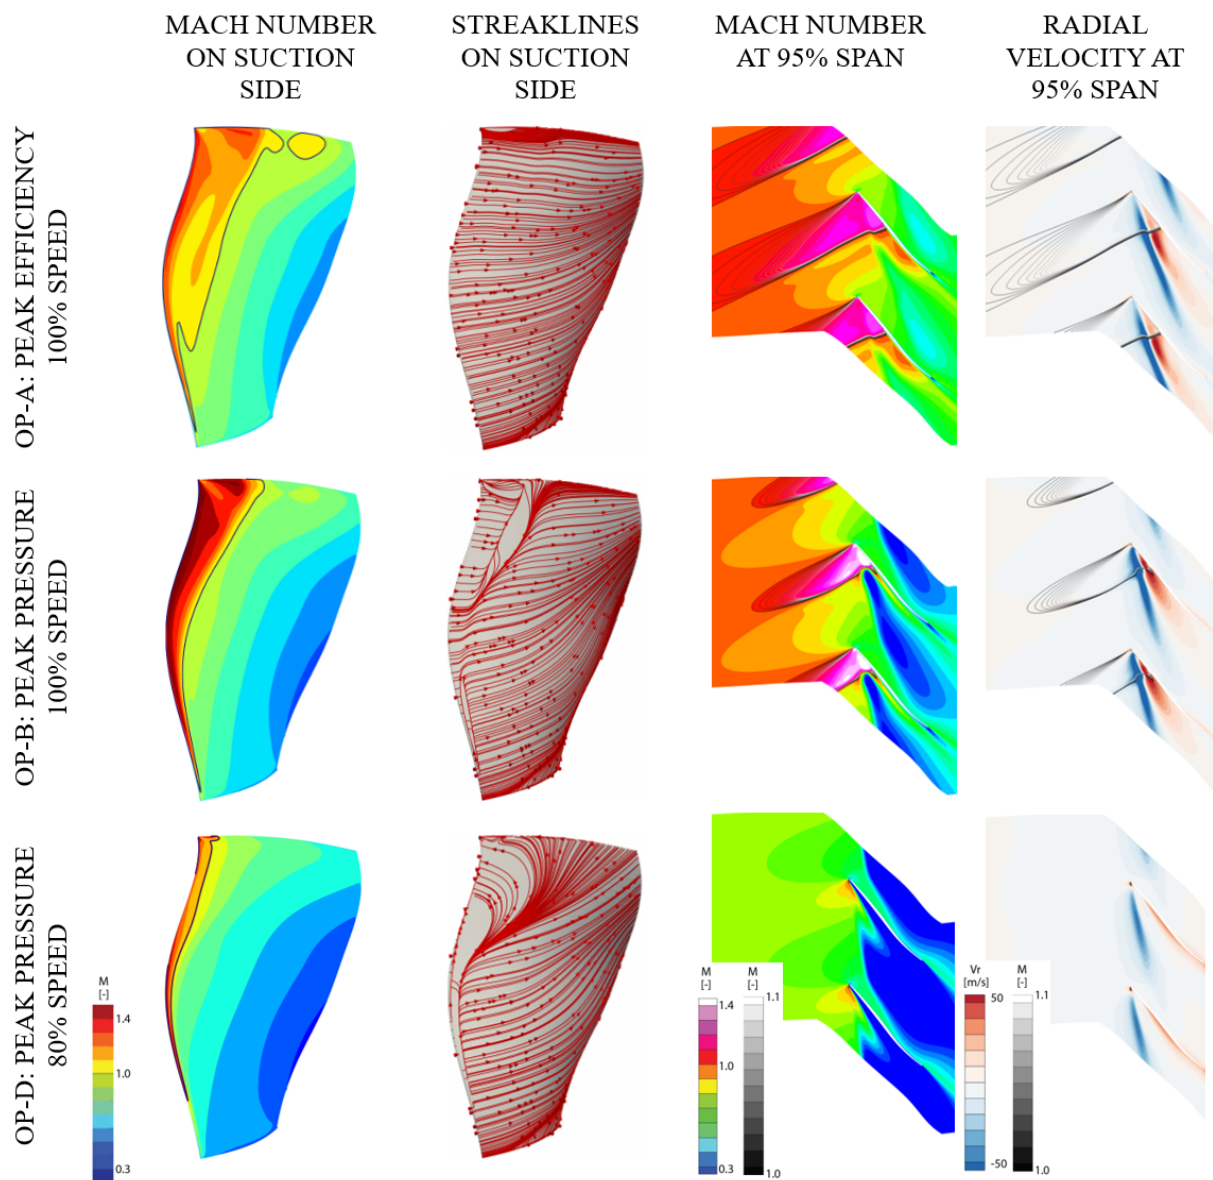 MACH NUMBER
ON SUCTION
SIDE
STREAKLINES
ON SUCTION
SIDE
MACH NUMBER
AT 95% SPAN
RADIAL
VELOCITY AT
95% SPAN
OP-A: PEAK EFFICIENCY
100% SPEED
OP-B: PEAK PRESSURE
100% SPEED
OP-D: PEAK PRESSURE
80% SPEED
M
[-]
1.4
1.0
0.3
M
[-]
1.4
1.0
0.3
M
[-]
1.1
1.0
Vr
[m/s]
50
-50
M
[-]
1.1
1.0